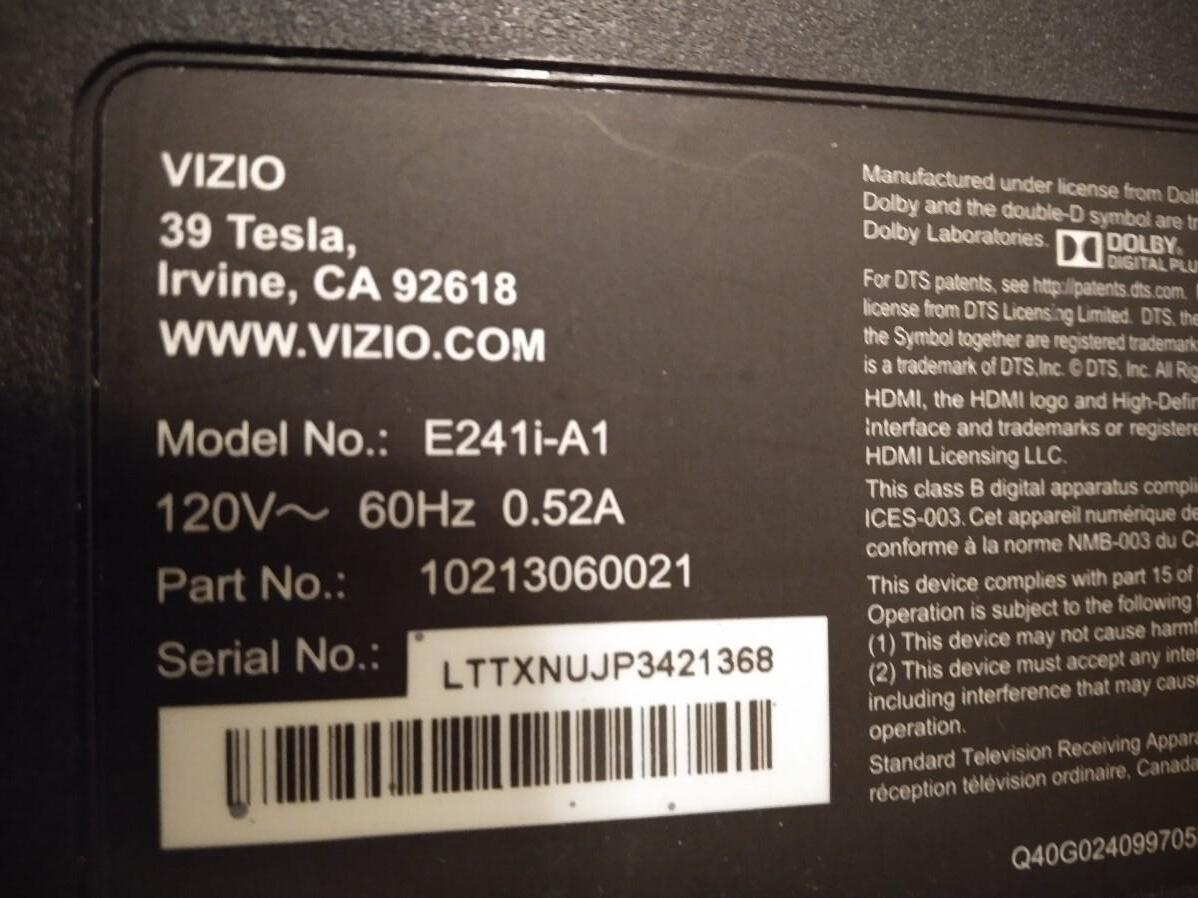 VIZIO
39 Tesla,
Irvine, CA 92618
WWW.VIZIO.COM
Model No.: E241i-A1
120V～ 60Hz 0.52A
Part No.: 10213060021
Serial No.: LTTXNUJP3421368
Manufactured under license from
Dolby and the double-D symbol are
Dolby Laboratories. DOLBY.
DIGITAL
For DTS patents, see http://patents.dts.com.
license from DTS Licensing Limited. DTS, the
the Symbol together are registered
is a trademark of DTS,Inc. © DTS, Inc. All
HDMI, the HDMI logo and
Interface and trademarks or
HDMI Licensing LLC.
This class B digital apparatus
ICES-003. Cet appareil numérique de
conforme à la norme NMB-003 du
This device complies with part 15 of
Operation is subject to the following
(1) This device may not cause
(2) This device must accept any
including interference that may
operation.
Standard Television Receiving
réception télévision ordinaire, Canada
Q40G024099705